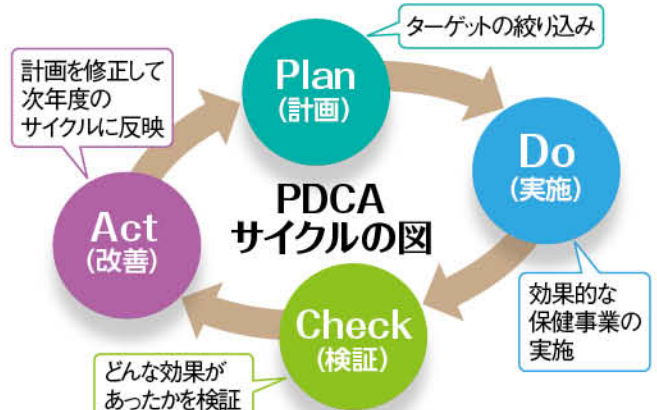 ターゲットの絞り込み
Plan
(計画)
計画を修正して
次年度の
サイクルに反映
Do
(実施)
PDCA
サイクルの図
Act
(改善)
効果的な
保健事業の
実施
Check
(検証)
どんな効果が
あったかを検証